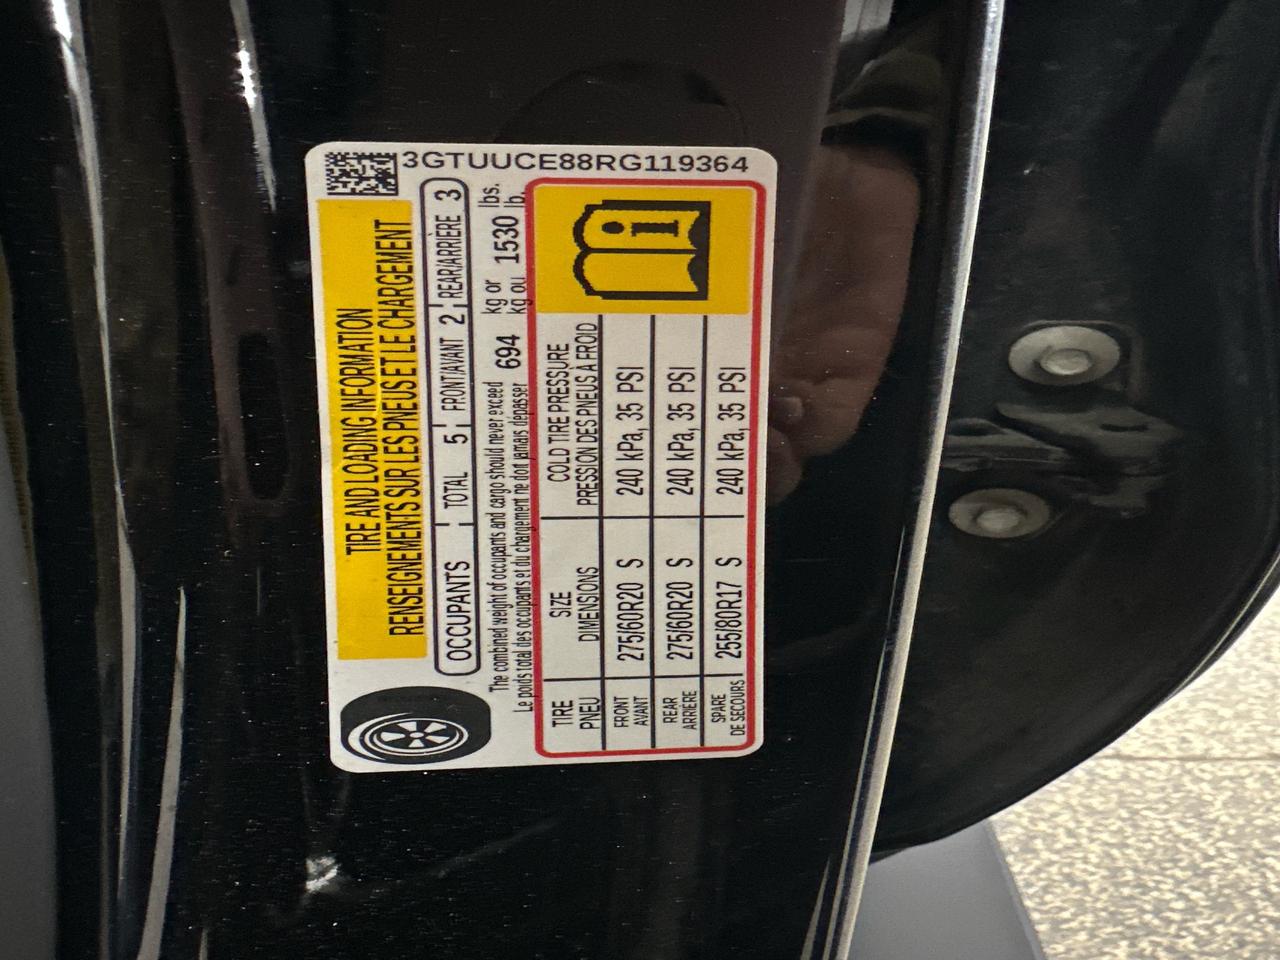 3GTUUCE88RG119364
TIRE AND LOADING INFORMATION
RENSEIGNEMENTS SUR LES PNEUS ET LE CHARGEMENT
OCCUPANTS TOTAL 5 FRONT/AVANT 2 REAR/ARRIÈRE 3
The combined weight of occupants and cargo should never exceed 694 kg or 1530 lbs.
Le poids total des occupants et du chargement ne doit jamais dépasser kg ou lb.
TIRE SIZE COLD TIRE PRESSURE
PNEU DIMENSIONS PRESSION DES PNEUS A FROID
FRONT
AVANT 275/60R20 S 240 kPa, 35 PSI
REAR
ARRIÈRE 275/60R20 S 240 kPa, 35 PSI
SPARE
DE SECOURS 255/80R17 S 240 kPa, 35 PSI
i